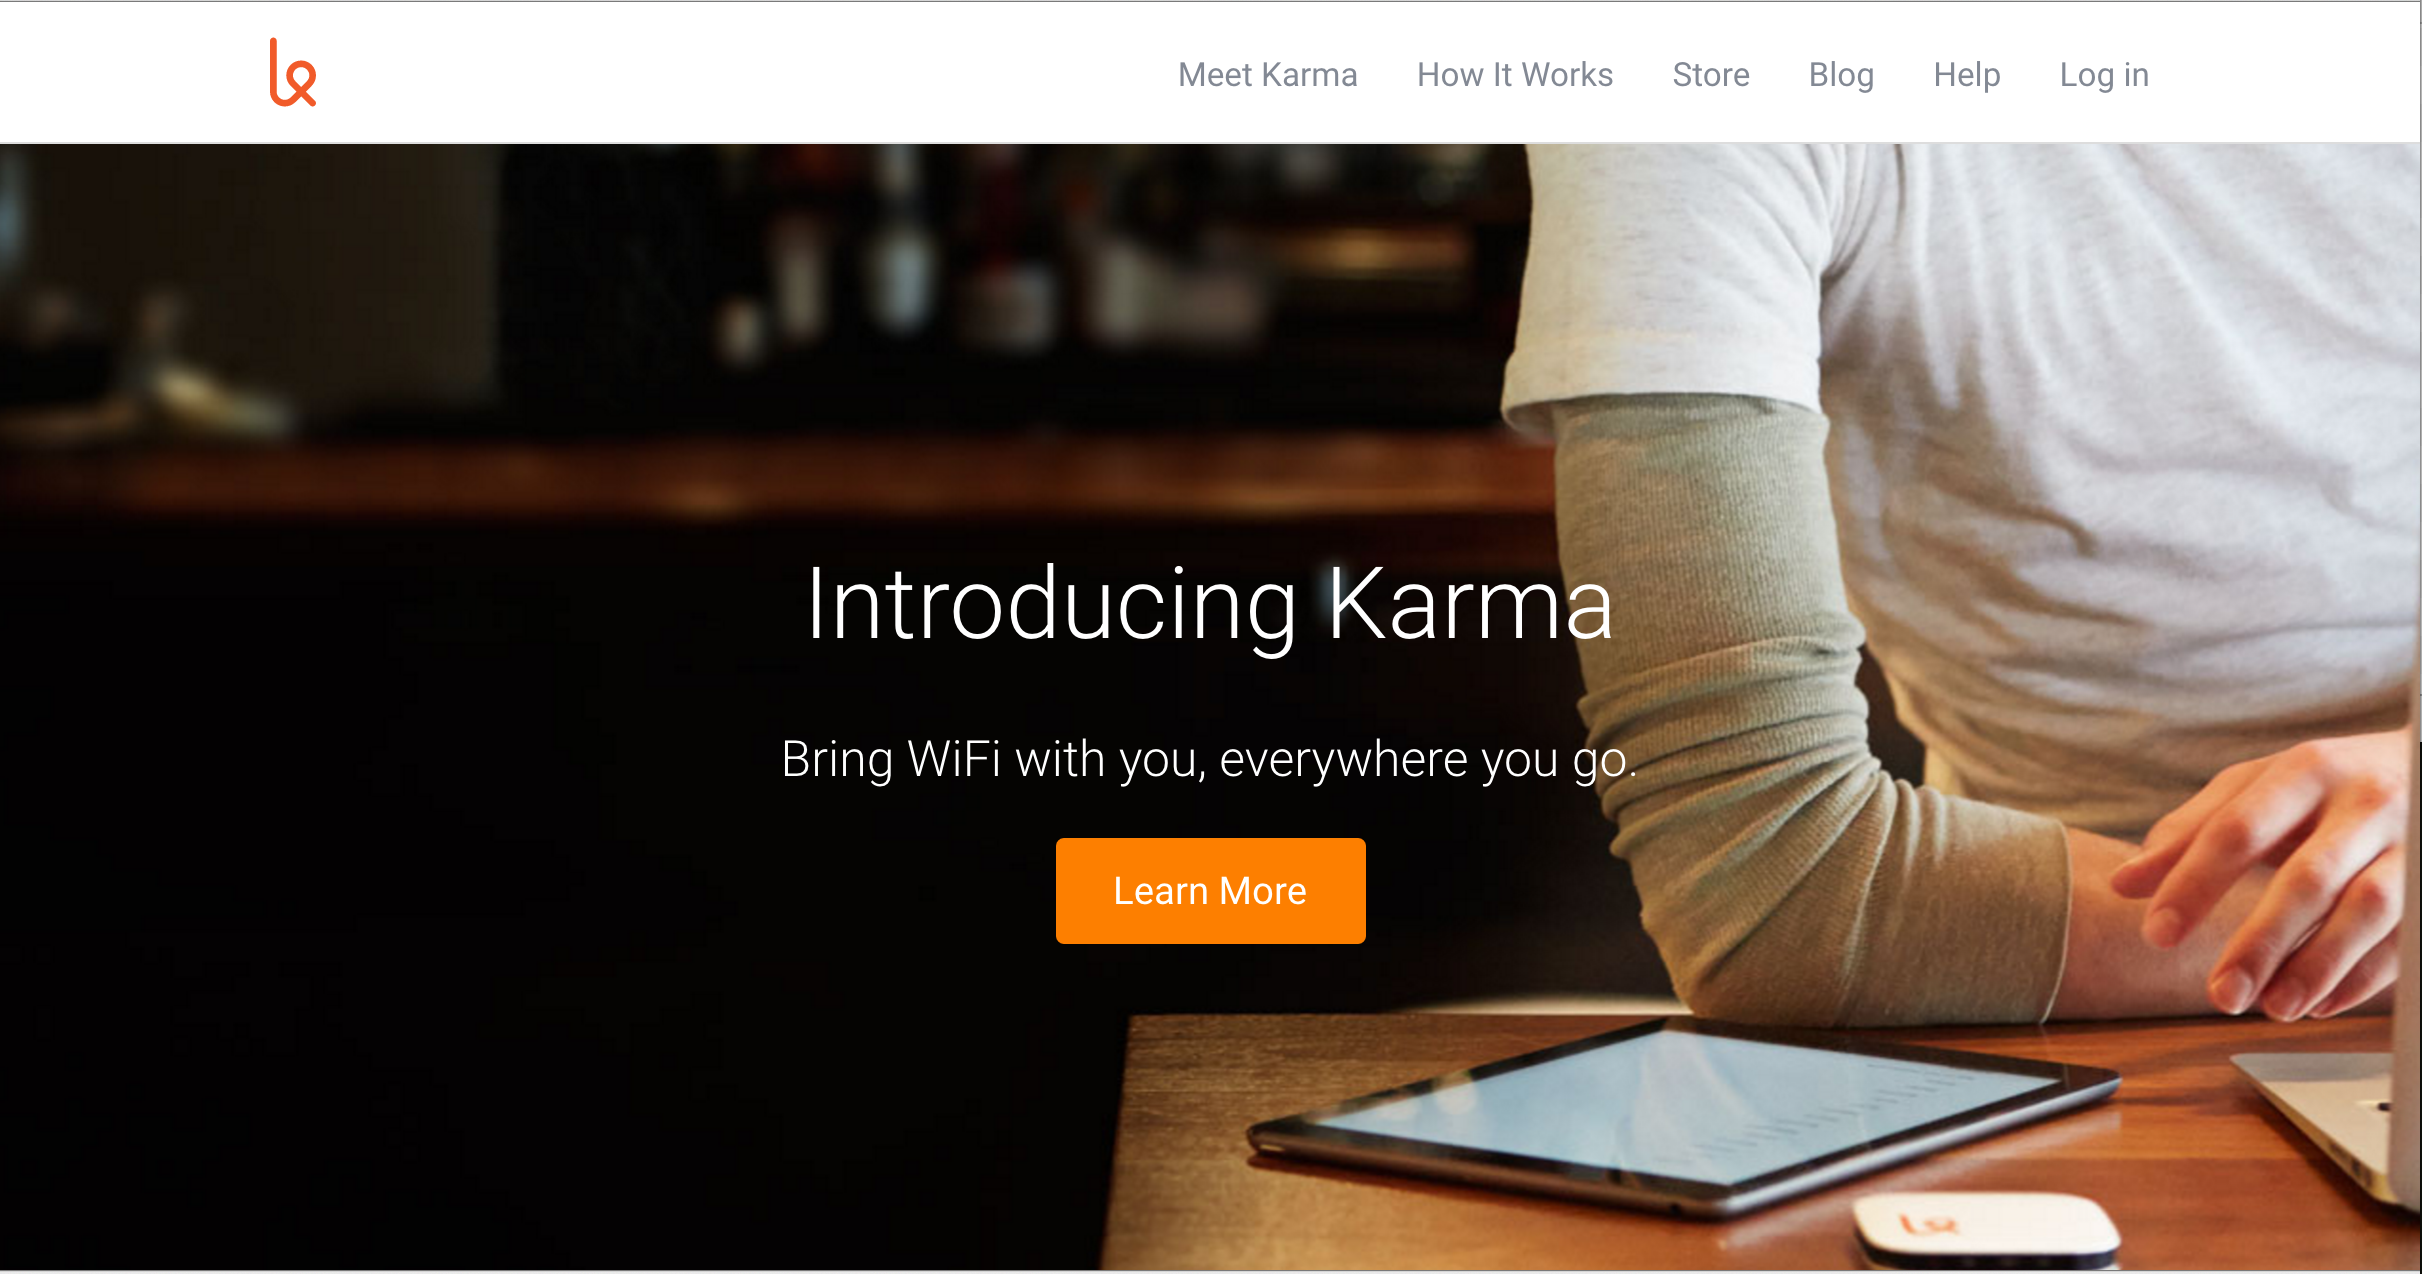 Meet Karma How It Works Store Blog Help Log in
Introducing Karma
Bring WiFi with you, everywhere you go.
Learn More